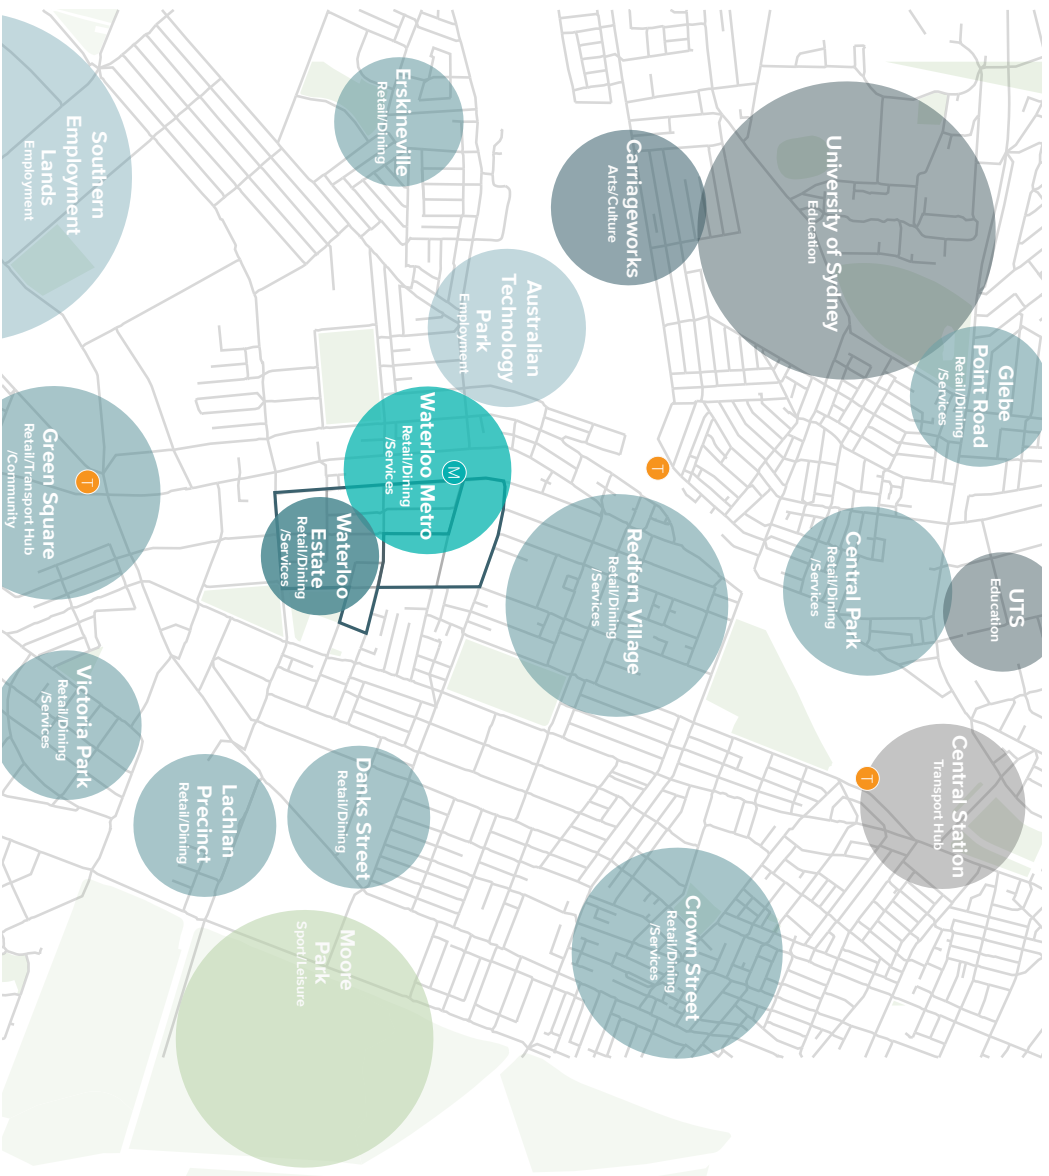 Glebe
Point Road
Retail/Dining
/Services
UTS
Education
Central Station
Transport Hub
T
University of Sydney
Education
Central Park
Retail/Dining
/Services
Crown Street
Retail/Dining
/Services
T
Carriageworks
Arts/Culture
Redfern Village
Retail/Dining
/Services
Australian
Technology
Park
Employment
M
Waterloo Metro
Retail/Dining
/Services
Erskineville
Retail/Dining
Danks Street
Retail/Dining
Waterloo
Estate
Retail/Dining
/Services
Moore
Park
Sport/Leisure
Lachlan
Precinct
Retail/Dining
Southern
Employment
Lands
Employment
T
Green Square
Retail/Transport Hub
/Community
Victoria Park
Retail/Dining
/Services